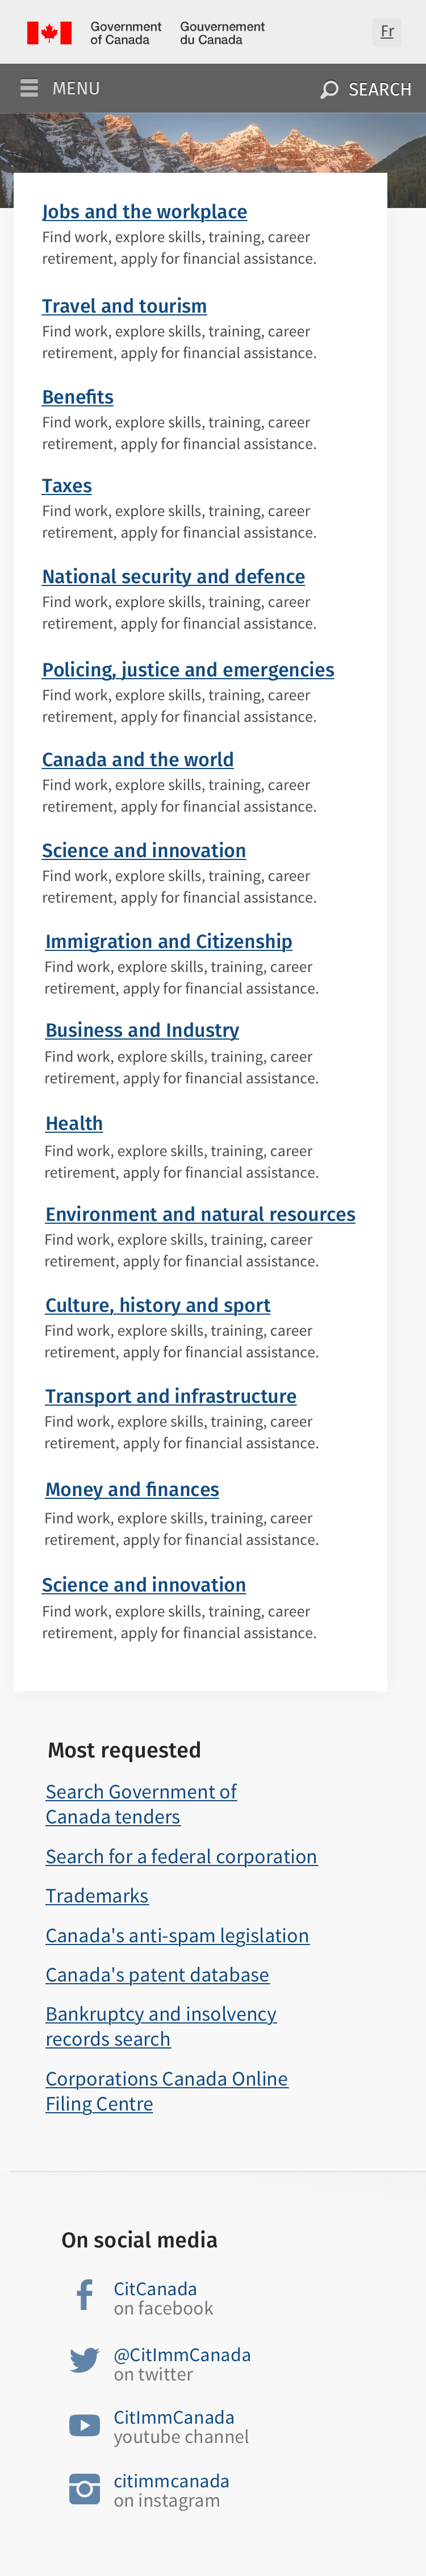 Government
of Canada
Gouvernement
du Canada
Fr
MENU
SEARCH
Jobs and the workplace
Find work, explore skills, training, career
retirement, apply for financial assistance.
Travel and tourism
Find work, explore skills, training, career
retirement, apply for financial assistance.
Benefits
Find work, explore skills, training, career
retirement, apply for financial assistance.
Taxes
Find work, explore skills, training, career
retirement, apply for financial assistance.
National security and defence
Find work, explore skills, training, career
retirement, apply for financial assistance.
Policing, justice and emergencies
Find work, explore skills, training, career
retirement, apply for financial assistance.
Canada and the world
Find work, explore skills, training, career
retirement, apply for financial assistance.
Science and innovation
Find work, explore skills, training, career
retirement, apply for financial assistance.
Immigration and Citizenship
Find work, explore skills, training, career
retirement, apply for financial assistance.
Business and Industry
Find work, explore skills, training, career
retirement, apply for financial assistance.
Health
Find work, explore skills, training, career
retirement, apply for financial assistance.
Environment and natural resources
Find work, explore skills, training, career
retirement, apply for financial assistance.
Culture, history and sport
Find work, explore skills, training, career
retirement, apply for financial assistance.
Transport and infrastructure
Find work, explore skills, training, career
retirement, apply for financial assistance.
Money and finances
Find work, explore skills, training, career
retirement, apply for financial assistance.
Science and innovation
Find work, explore skills, training, career
retirement, apply for financial assistance.
Most requested
Search Government of
Canada tenders
Search for a federal corporation
Trademarks
Canada's anti-spam legislation
Canada's patent database
Bankruptcy and insolvency
records search
Corporations Canada Online
Filing Centre
On social media
CitCanada
on facebook
@CitImmCanada
on twitter
CitImmCanada
youtube channel
citimmcanada
on instagram